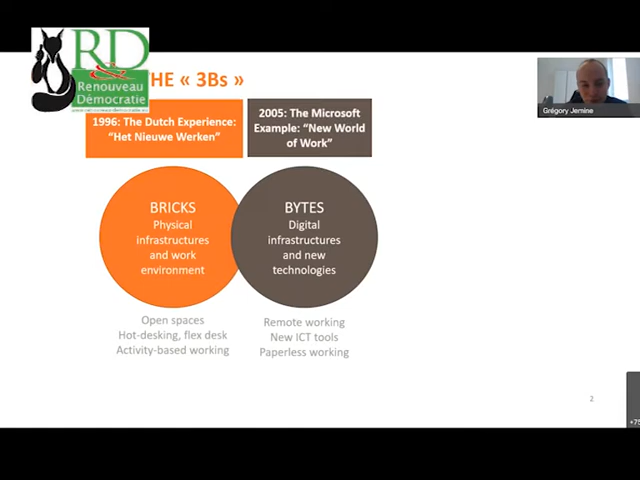 RD
&
Renouveau
Démocratie
HE « 3Bs »
Grégory Jemine
1996: The Dutch Experience:
“Het Nieuwe Werken”
2005: The Microsoft
Example: “New World
of Work”
BRICKS
Physical
infrastructures
and work
environment
BYTES
Digital
infrastructures
and new
technologies
Open spaces
Hot-desking, flex desk
Activity-based working
Remote working
New ICT tools
Paperless working
2